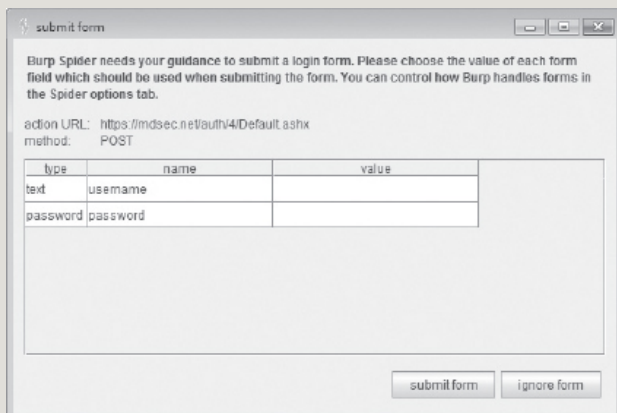 submit form
Burp Spider needs your guidance to submit a login form. Please choose the value of each form
field which should be used when submitting the form. You can control how Burp handles forms in
the Spider options tab.
action URL: https://mdsec.net/auth/4/Default.ashx
method: POST
type name value
text username
password password
submit form ignore form